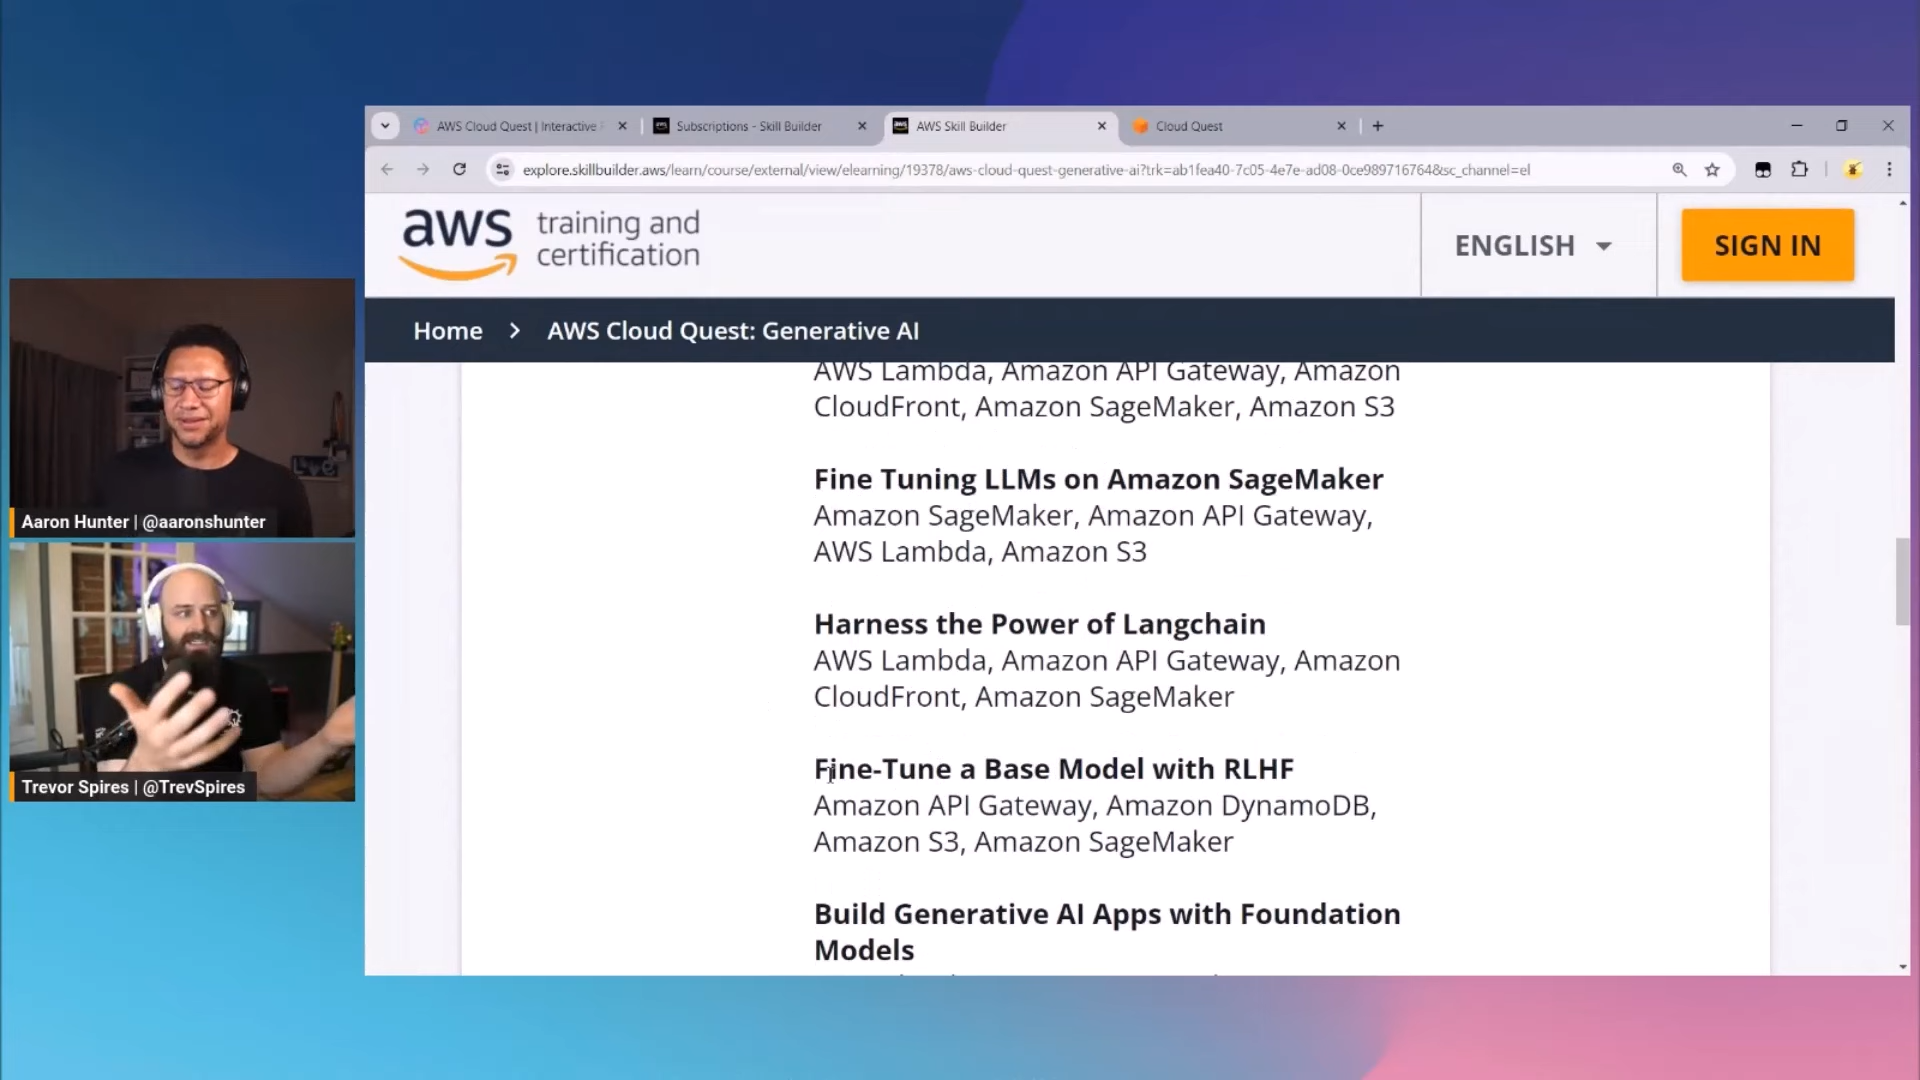 AWS Cloud Quest | Interactive
Subscriptions - Skill Builder
AWS Skill Builder
Cloud Quest
explore.skillbuilder.aws/learn/course/external/view/elearning/19378/aws-cloud-quest-generative-ai?trk=ab1fea40-7c05-4e7e-ad08-0ce989716764&sc_channel=el
aws training and
certification
ENGLISH
SIGN IN
Home > AWS Cloud Quest: Generative AI
AWS Lambda, Amazon API Gateway, Amazon
CloudFront, Amazon SageMaker, Amazon S3
Fine Tuning LLMs on Amazon SageMaker
Amazon SageMaker, Amazon API Gateway,
AWS Lambda, Amazon S3
Harness the Power of Langchain
AWS Lambda, Amazon API Gateway, Amazon
CloudFront, Amazon SageMaker
Fine-Tune a Base Model with RLHF
Amazon API Gateway, Amazon DynamoDB,
Amazon S3, Amazon SageMaker
Build Generative AI Apps with Foundation
Models
Live
Aaron Hunter | @aaronshunter
Trevor Spires | @TrevSpires